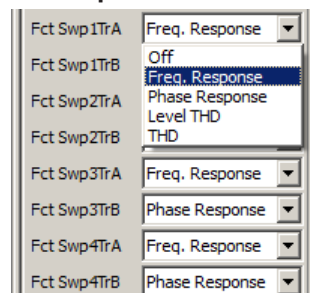 Fct Swp1TrA Freq. Response
Fct Swp1TrB Off
Freq. Response
Fct Swp2TrA Phase Response
Level THD
Fct Swp2TrB THD
Fct Swp3TrA Freq. Response
Fct Swp3TrB Phase Response
Fct Swp4TrA Freq. Response
Fct Swp4TrB Phase Response